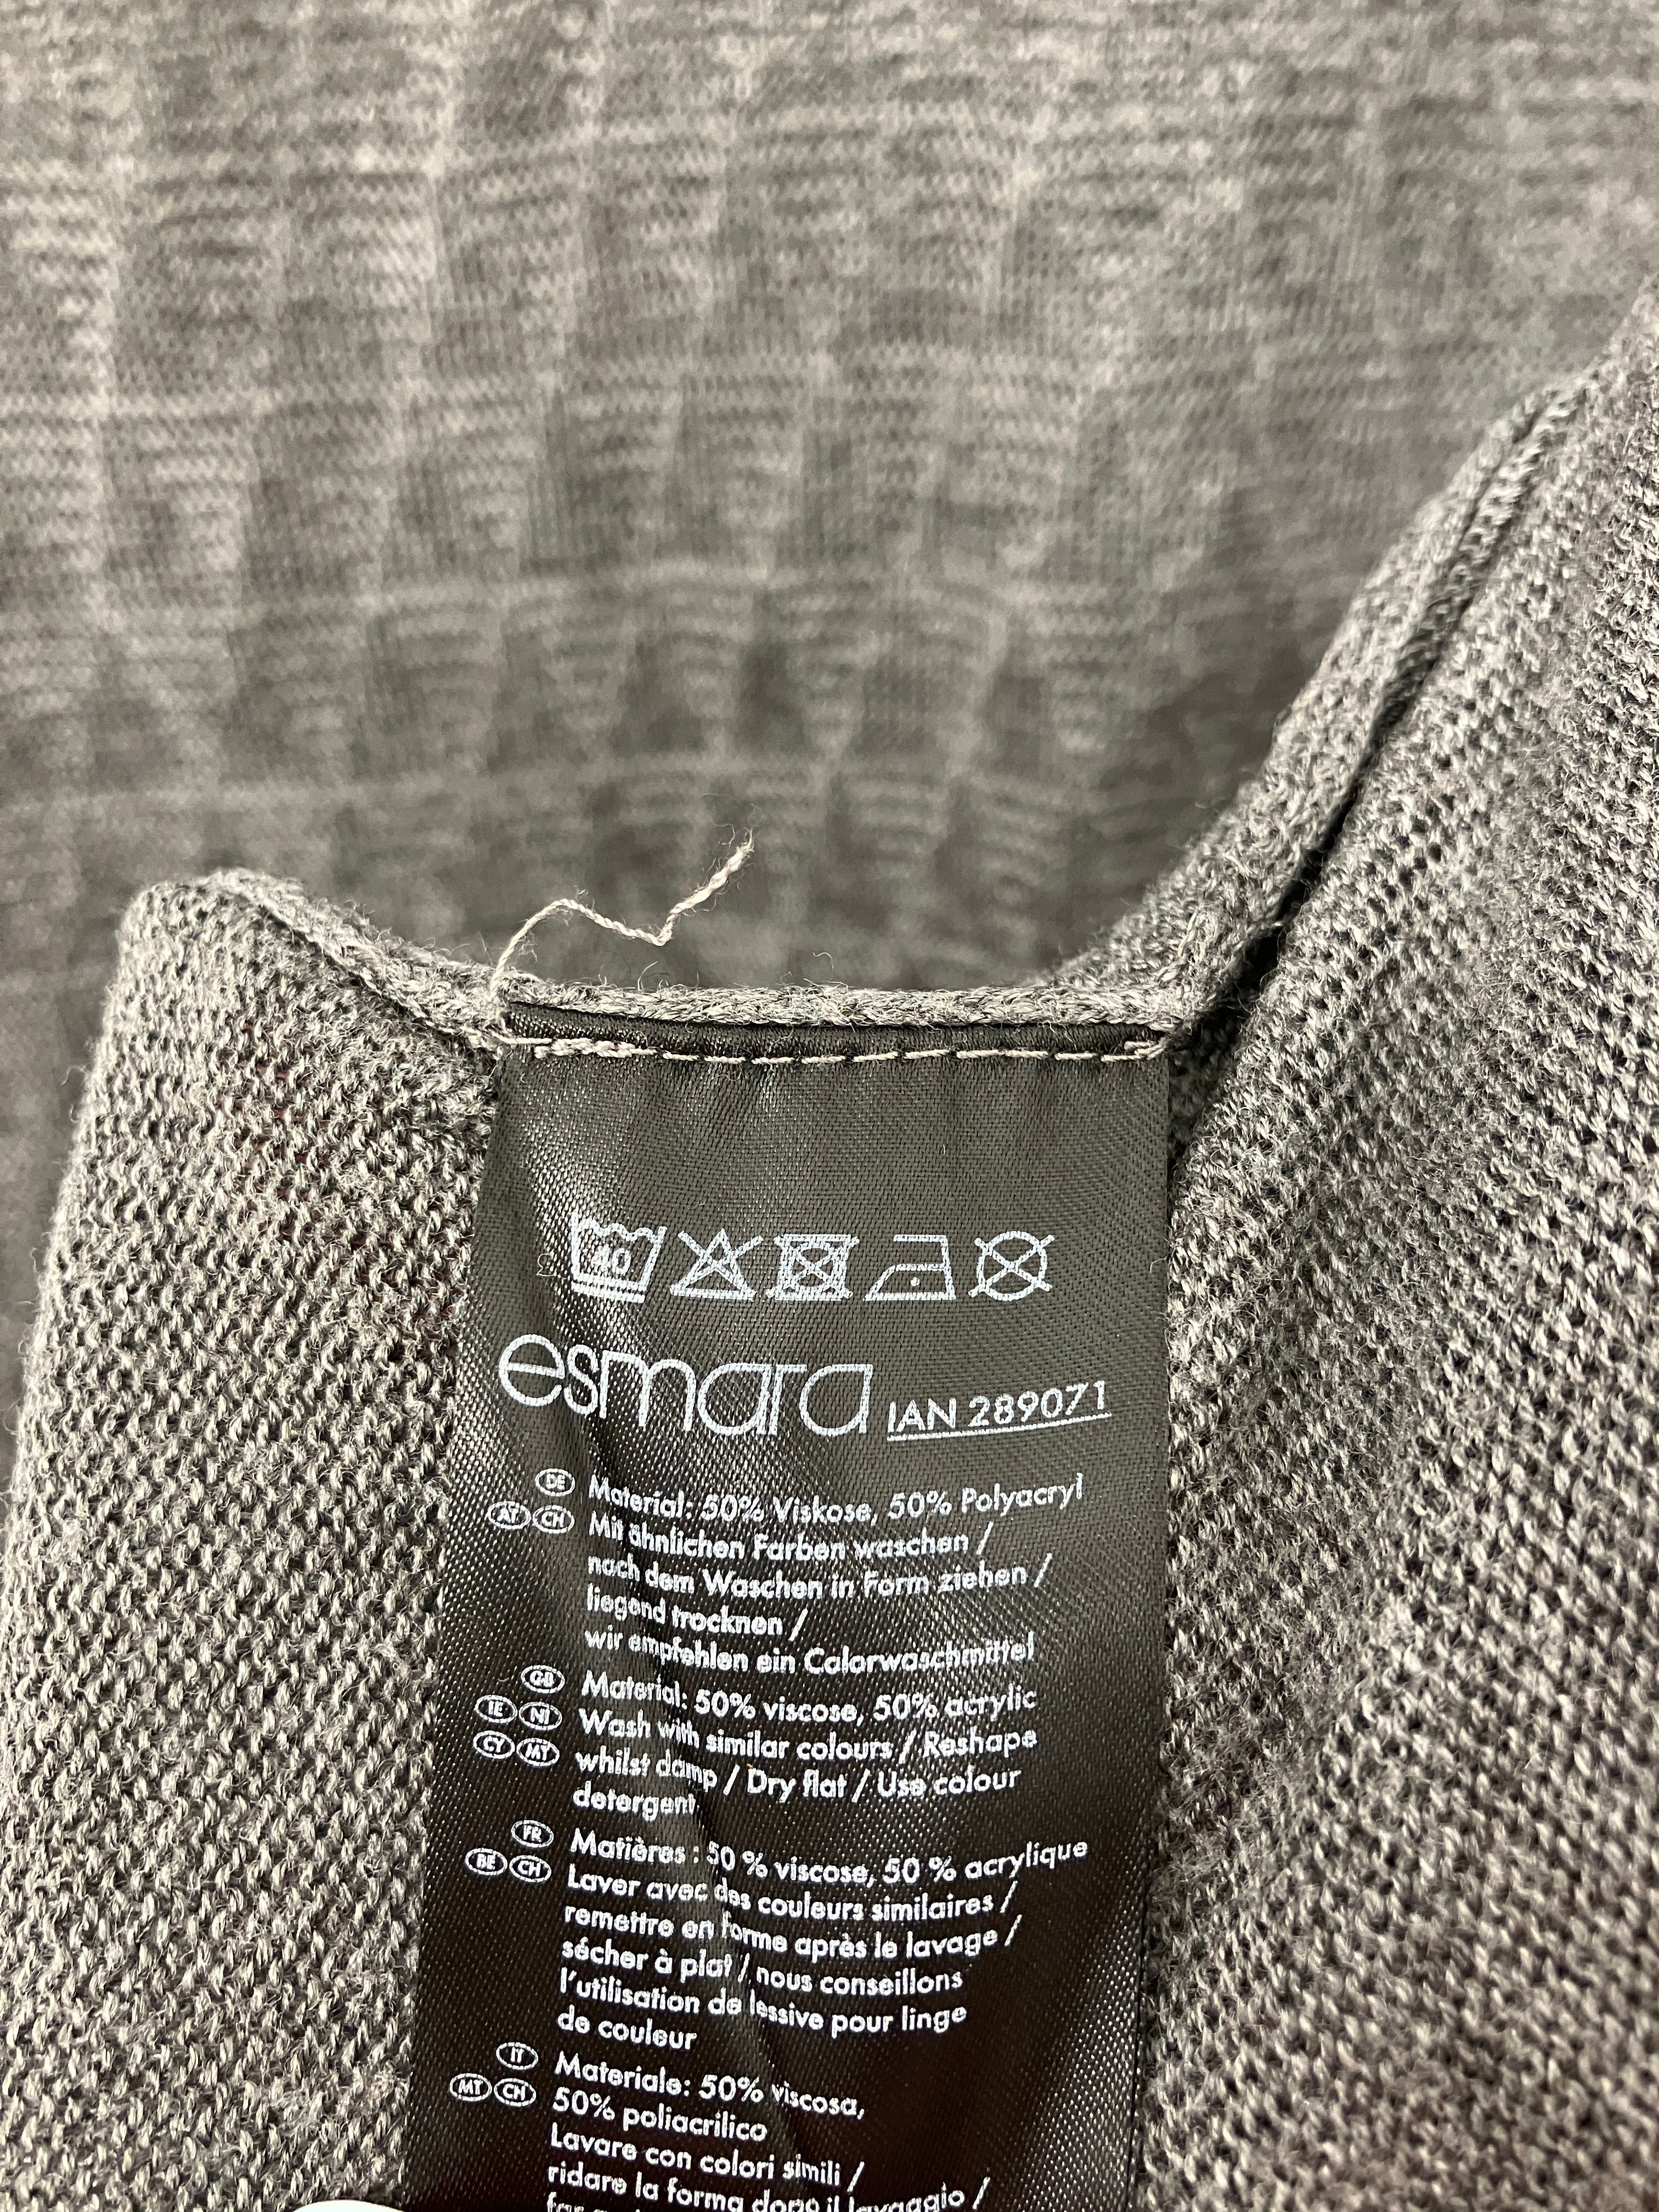 40
esmara IAN 289071
DE Material: 50% Viskose, 50% Polyacryl
AT CH Mit ähnlichen Farben waschen /
nach dem Waschen in Form ziehen /
liegend trocknen /
wir empfehlen ein Colorwaschmittel
GB Material: 50% viscose, 50% acrylic
IE NI Wash with similar colours / Reshape
CY MT whilst damp / Dry flat / Use colour
detergent
FR Matières : 50 % viscose, 50 % acrylique
BE CH Laver avec des couleurs similaires /
remettre en forme après le lavage /
sécher à plat / nous conseillons
l'utilisation de lessive pour linge
de couleur
IT Materiale: 50% viscosa,
MT CH 50% poliacrilico
Lavare con colori simili /
ridare la forma dopo il lavaggio /
far